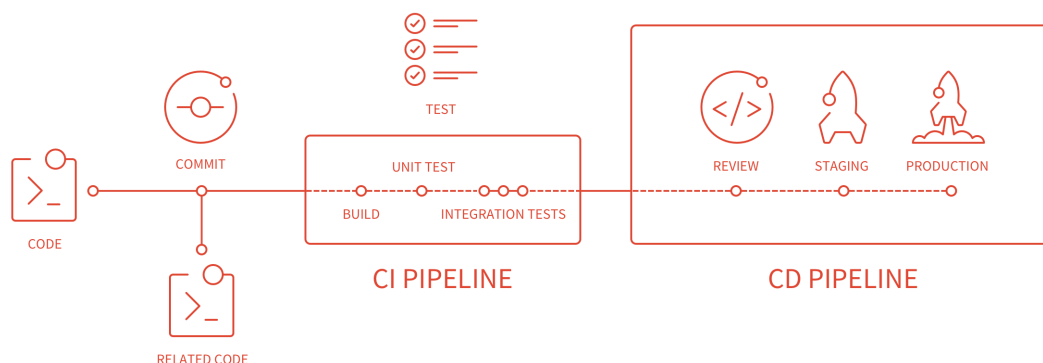 TEST
COMMIT
UNIT TEST
REVIEW
STAGING
PRODUCTION
BUILD
INTEGRATION TESTS
CODE
CI PIPELINE
CD PIPELINE
RELATED CODE